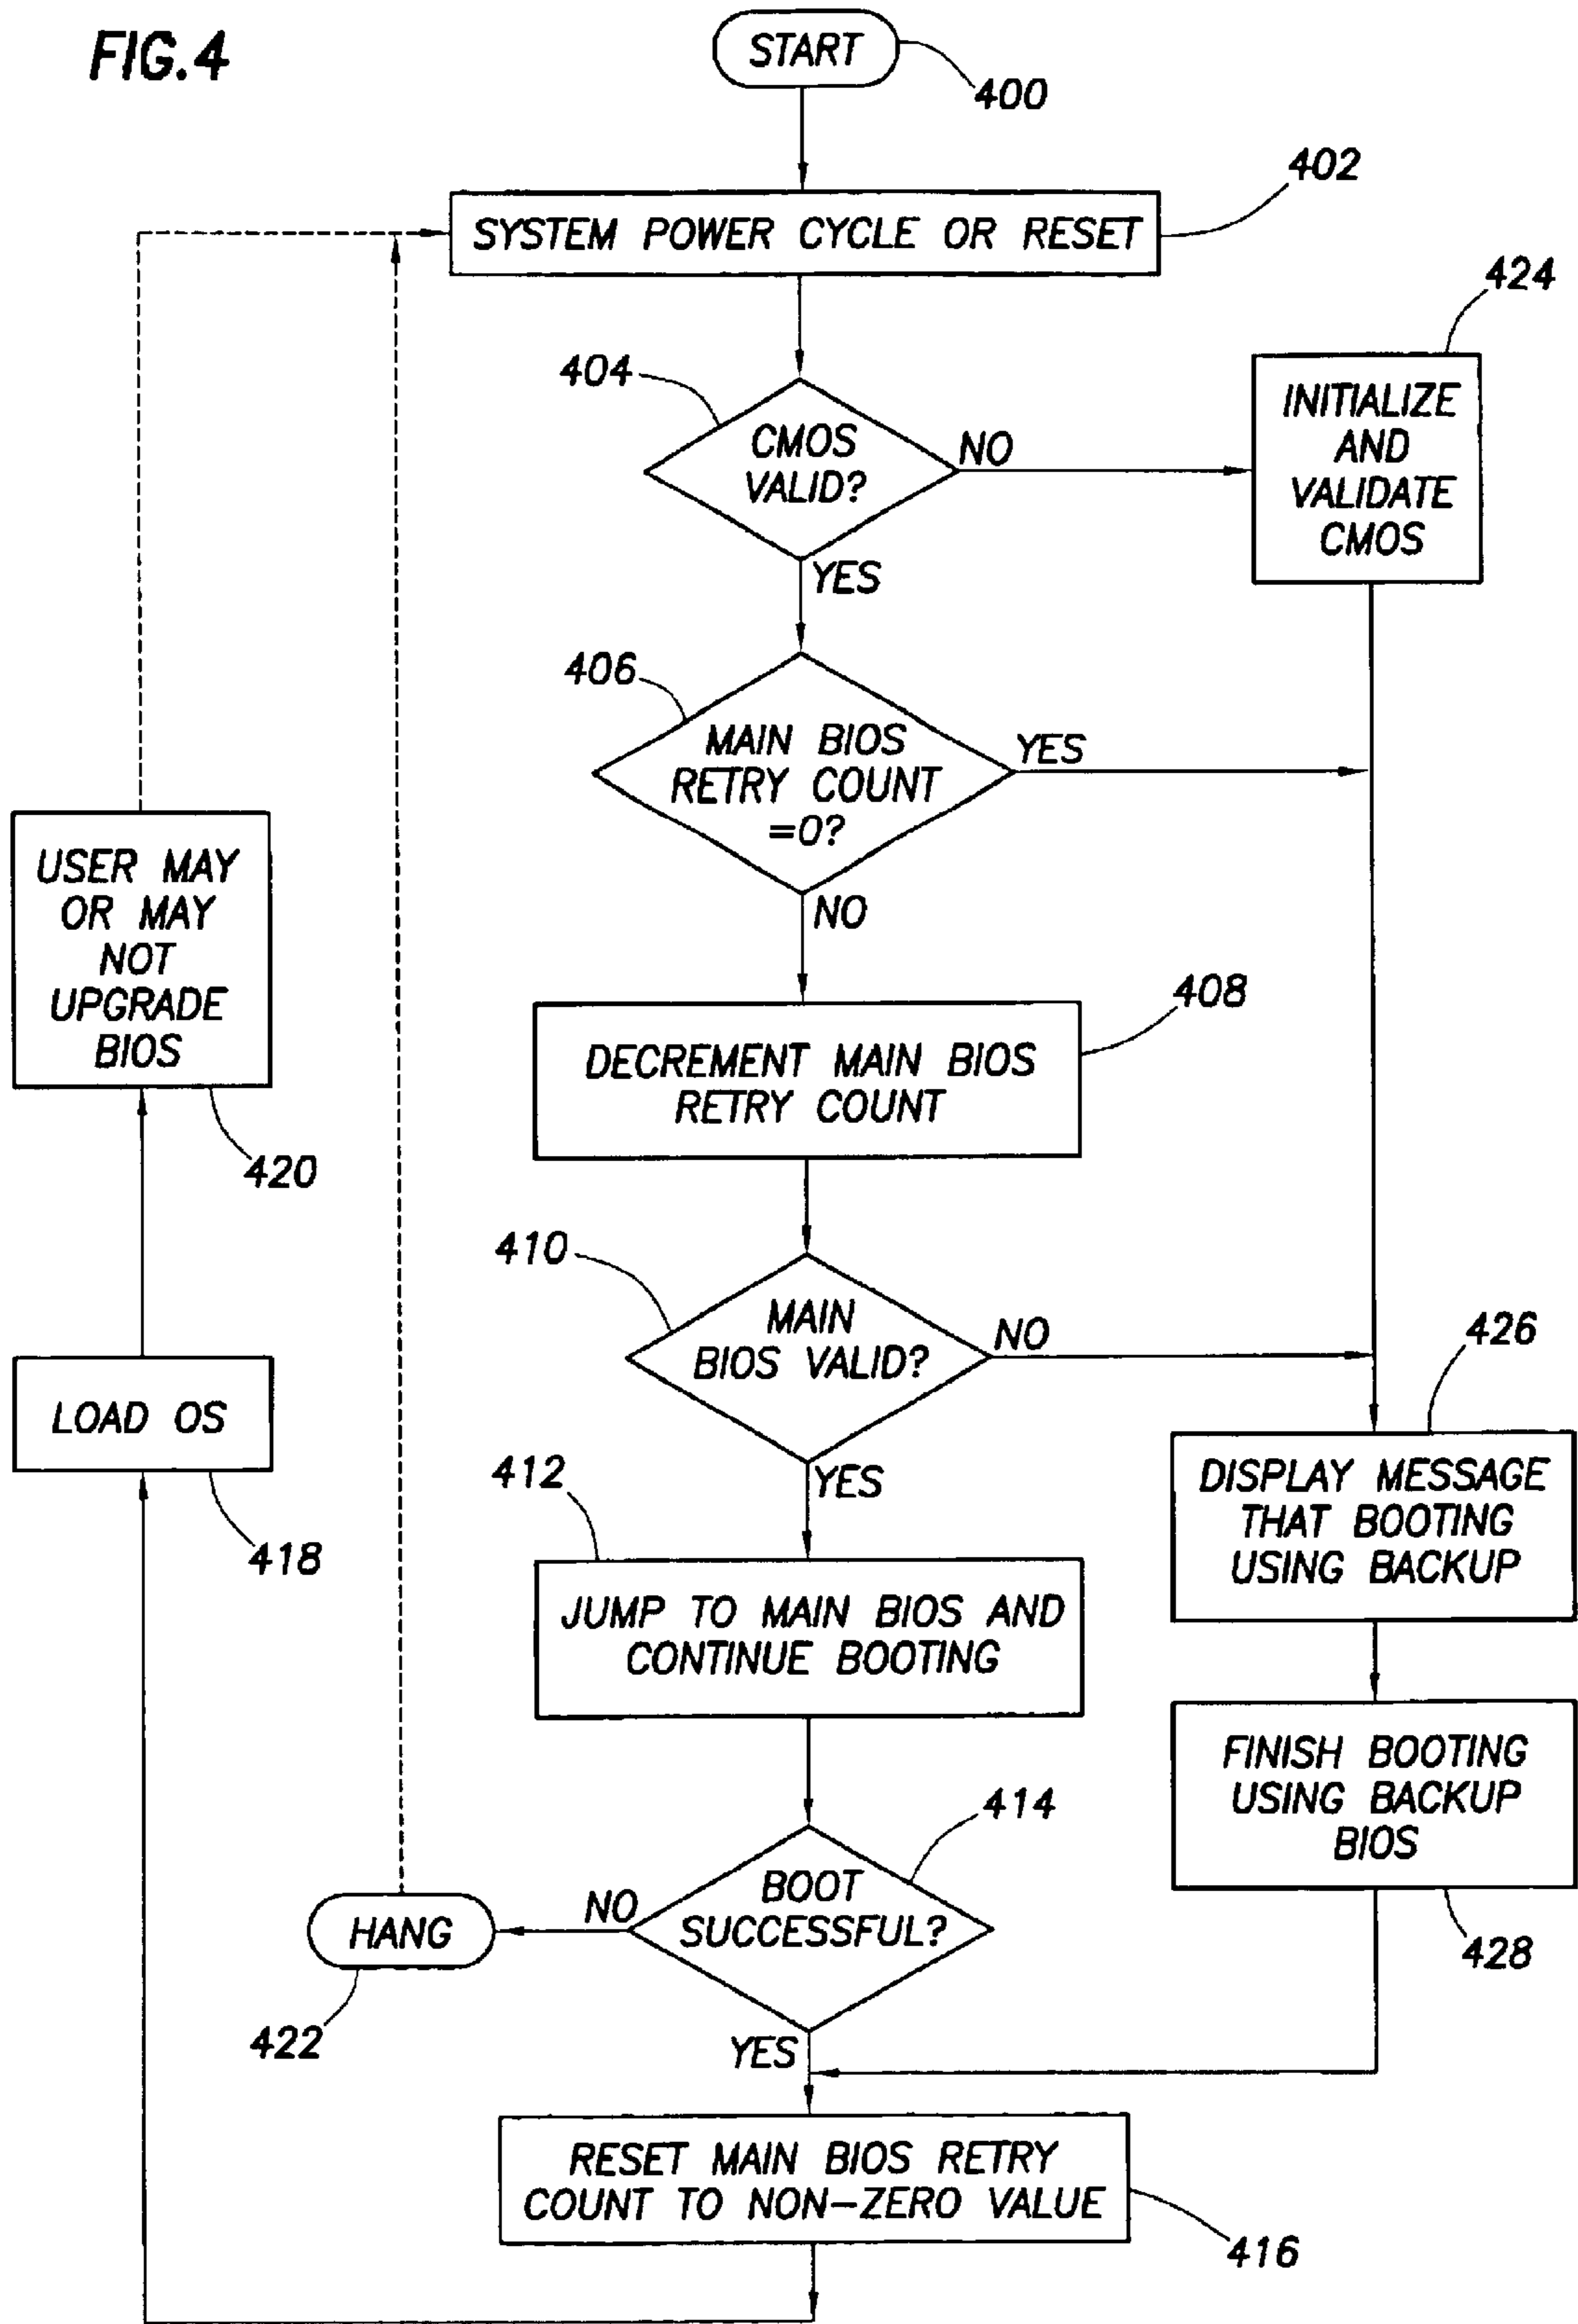 FIG.4
START
400
402
SYSTEM POWER CYCLE OR RESET
424
404
CMOS
VALID?
NO
INITIALIZE
AND
VALIDATE
CMOS
YES
406
MAIN BIOS
RETRY COUNT
=0?
YES
NO
USER MAY
OR MAY
NOT
UPGRADE
BIOS
420
408
DECREMENT MAIN BIOS
RETRY COUNT
410
MAIN
BIOS VALID?
NO
426
LOAD OS
418
YES
412
DISPLAY MESSAGE
THAT BOOTING
USING BACKUP
JUMP TO MAIN BIOS AND
CONTINUE BOOTING
FINISH BOOTING
USING BACKUP
BIOS
428
414
BOOT
SUCCESSFUL?
NO
HANG
422
YES
RESET MAIN BIOS RETRY
COUNT TO NON-ZERO VALUE
416